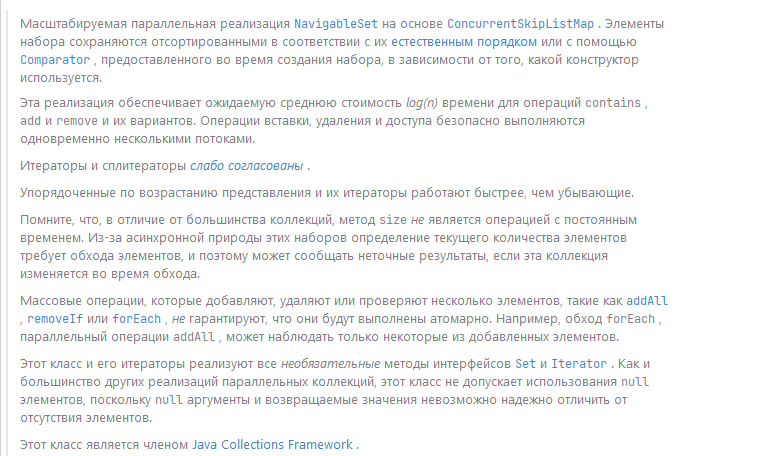 Масштабируемая параллельная реализация NavigableSet на основе ConcurrentSkipListMap . Элементы
набора сохраняются отсортированными в соответствии с их естественным порядком или с помощью
Comparator , предоставленного во время создания набора, в зависимости от того, какой конструктор
используется.
Эта реализация обеспечивает ожидаемую среднюю стоимость log(n) времени для операций contains ,
add и remove и их вариантов. Операции вставки, удаления и доступа безопасно выполняются
одновременно несколькими потоками.
Итераторы и сплитераторы слабо согласованы .
Упорядоченные по возрастанию представления и их итераторы работают быстрее, чем убывающие.
Помните, что, в отличие от большинства коллекций, метод size не является операцией с постоянным
временем. Из-за асинхронной природы этих наборов определение текущего количества элементов
требует обхода элементов, и поэтому может сообщать неточные результаты, если эта коллекция
изменяется во время обхода.
Массовые операции, которые добавляют, удаляют или проверяют несколько элементов, такие как addAll
, removeIf или forEach , не гарантируют, что они будут выполнены атомарно. Например, обход forEach ,
параллельный операции addAll , может наблюдать только некоторые из добавленных элементов.
Этот класс и его итераторы реализуют все необязательные методы интерфейсов Set и Iterator . Как и
большинство других реализаций параллельных коллекций, этот класс не допускает использования null
элементов, поскольку null аргументы и возвращаемые значения невозможно надежно отличить от
отсутствия элементов.
Этот класс является членом Java Collections Framework .